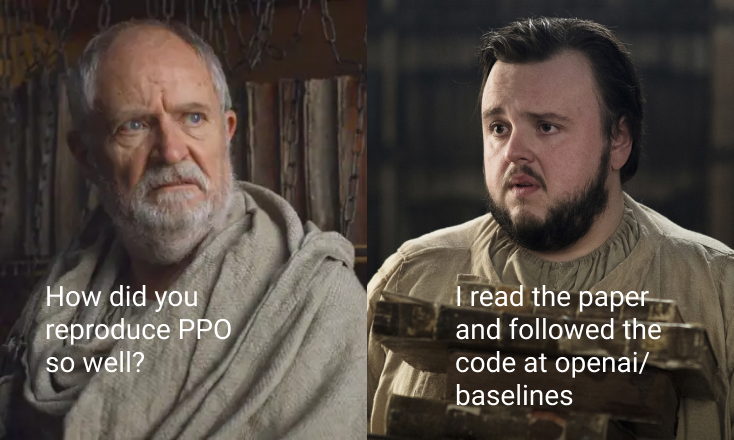 How did you
reproduce PPO
so well?
I read the paper
and followed the
code at openai/
baselines